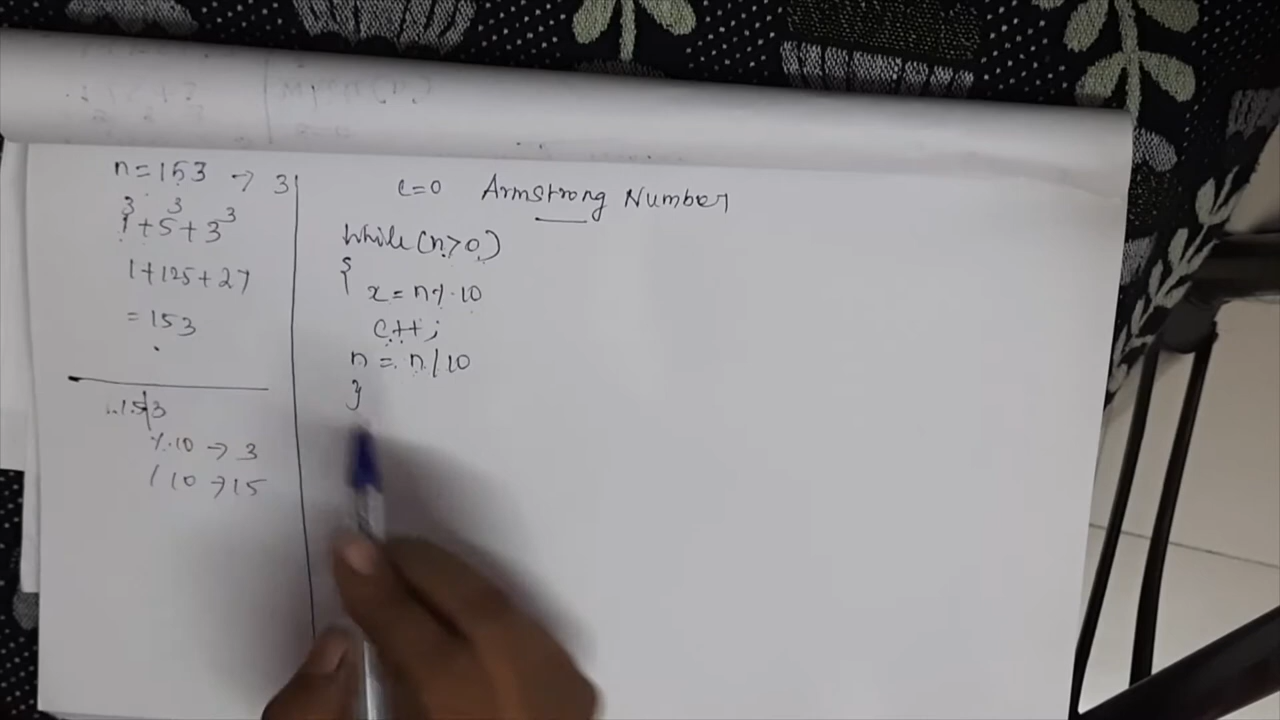 n=153 → 3
1³+5³+3³
1+125+27
=153
153
%10 → 3
/10 → 15
c=0 Armstrong Number
while(n>0)
{
x=n%10
c++;
n=n/10
}